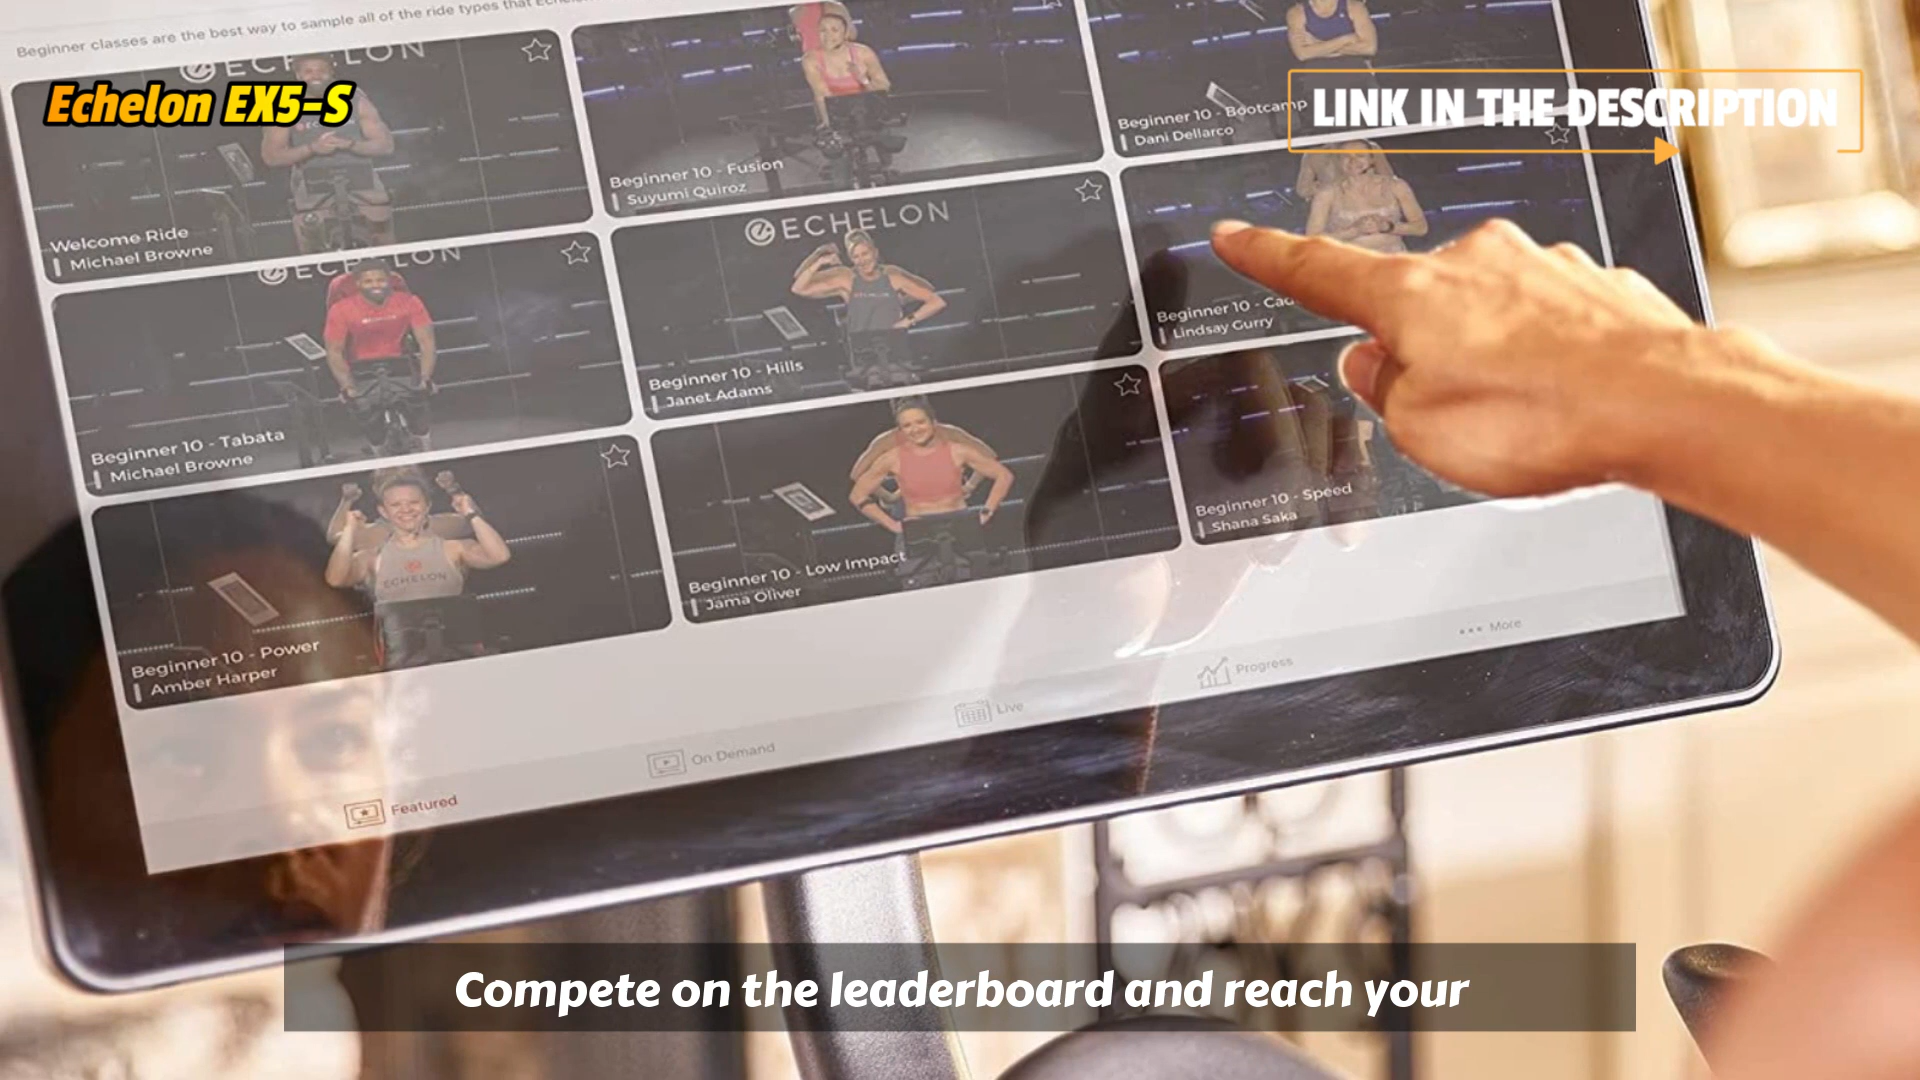 Beginner classes are the best way to sample all of the ride types that
Echelon EX5-S
LINK IN THE DESCRIPTION
Welcome Ride
Michael Browne
Beginner 10 - Fusion
Suyumi Quiroz
Beginner 10 - Bootcamp
Dani Dellarco
Beginner 10 - Tabata
Michael Browne
ECHELON
Beginner 10 - Hills
Janet Adams
Beginner 10 -
Lindsay Curry
ECHELON
Beginner 10 - Power
Amber Harper
Beginner 10 - Low Impact
Jama Oliver
Beginner 10 - Speed
Shana Saka
Featured
On Demand
Live
Progress
More
Compete on the leaderboard and reach your